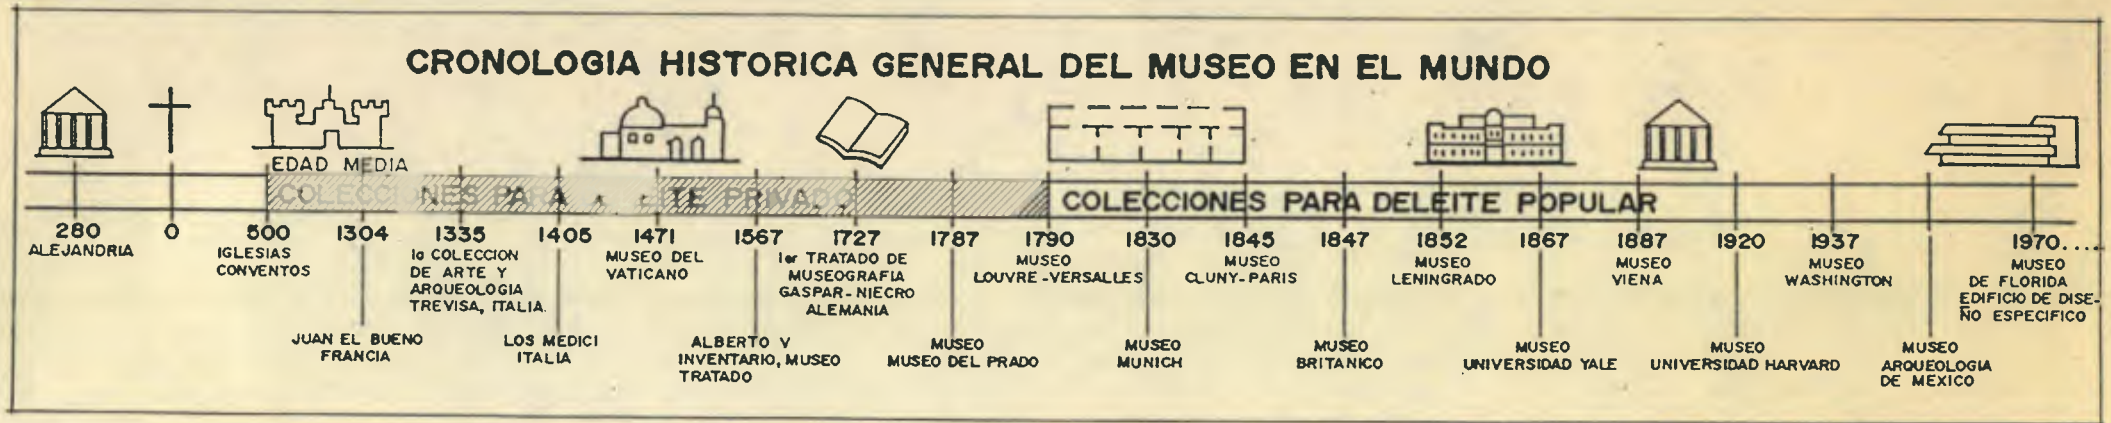 CRONOLOGIA HISTORICA GENERAL DEL MUSEO EN EL MUNDO
EDAD MEDIA
COLECCIONES PARA DELEITE PRIVADO
COLECCIONES PARA DELEITE POPULAR
280
ALEJANDRIA
0
500
IGLESIAS
CONVENTOS
1304
JUAN EL BUENO
FRANCIA
1335
1a COLECCION
DE ARTE Y
ARQUEOLOGIA
TREVISA, ITALIA.
1405
LOS MEDICI
ITALIA
1471
MUSEO DEL
VATICANO
1567
ALBERTO V
INVENTARIO, MUSEO
TRATADO
1727
1er TRATADO DE
MUSEOGRAFIA
GASPAR-NIECRO
ALEMANIA
1787
MUSEO
MUSEO DEL PRADO
1790
MUSEO
LOUVRE-VERSALLES
1830
MUSEO
MUNICH
1845
MUSEO
CLUNY-PARIS
1847
MUSEO
BRITANICO
1852
MUSEO
LENINGRADO
1867
MUSEO
UNIVERSIDAD YALE
1887
MUSEO
VIENA
1920
MUSEO
UNIVERSIDAD HARVARD
1937
MUSEO
WASHINGTON
MUSEO
ARQUEOLOGIA
DE MEXICO
1970....
MUSEO
DE FLORIDA
EDIFICIO DE DISE-
ÑO ESPECIFICO